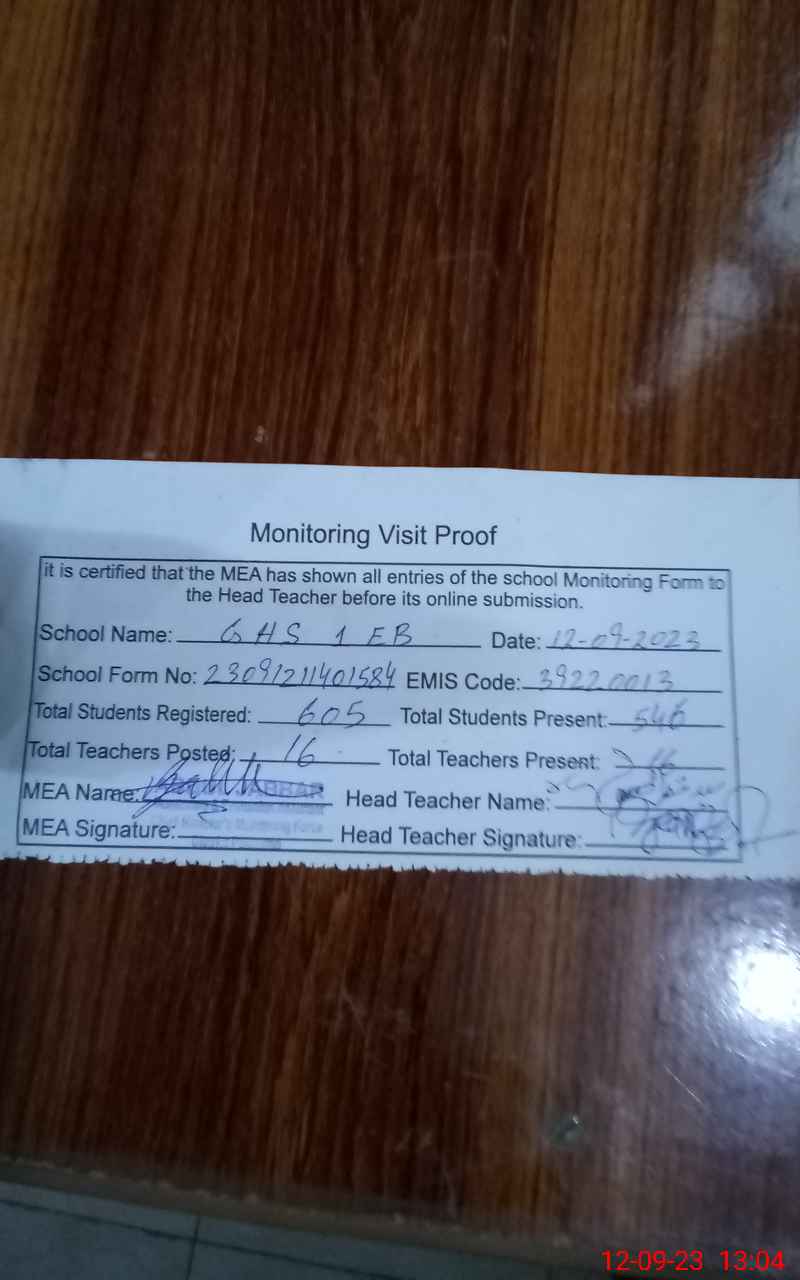 Monitoring Visit Proof
it is certified that the MEA has shown all entries of the school Monitoring Form to
the Head Teacher before its online submission.
School Name: GHS 1 EB Date: 12-09-2023
School Form No: 23091211401584 EMIS Code: 39220013
Total Students Registered: 605 Total Students Present: 546
Total Teachers Posted: 16 Total Teachers Present: 16
MEA Name: Head Teacher Name:
MEA Signature: Head Teacher Signature:
12-09-23 13:04